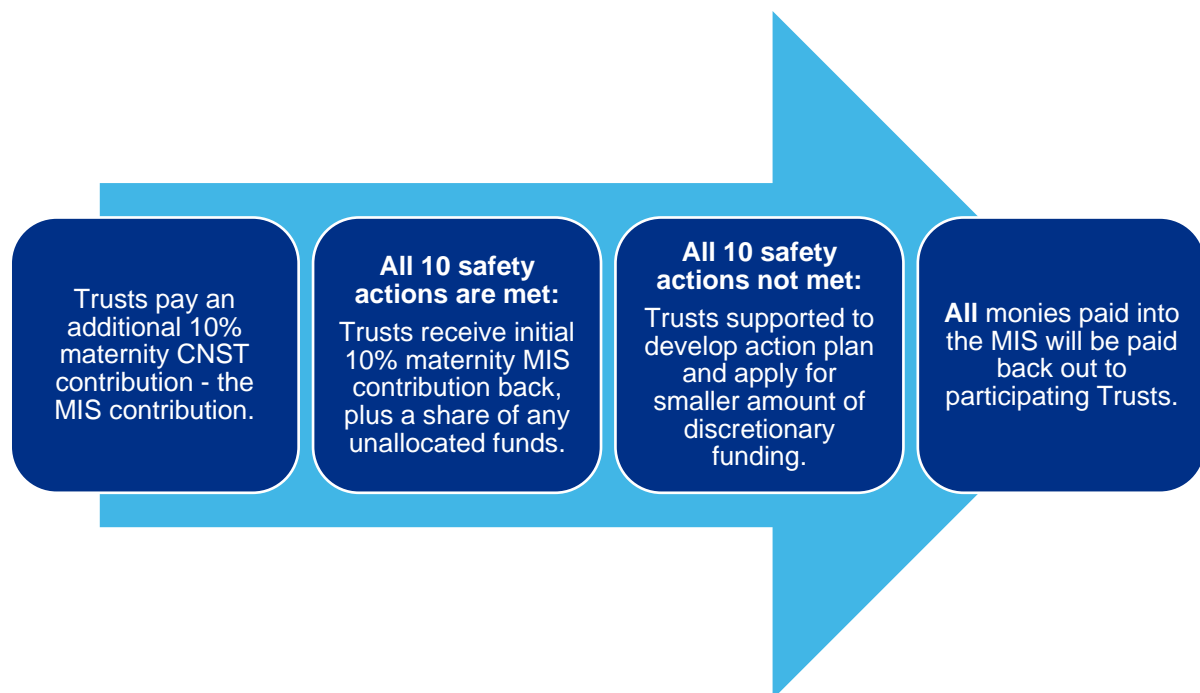 Trusts pay an
additional 10%
maternity CNST
contribution - the
MIS contribution.
All 10 safety
actions are met:
Trusts receive initial
10% maternity MIS
contribution back,
plus a share of any
unallocated funds.
All 10 safety
actions not met:
Trusts supported to
develop action plan
and apply for
smaller amount of
discretionary
funding.
All monies paid into
the MIS will be paid
back out to
participating Trusts.